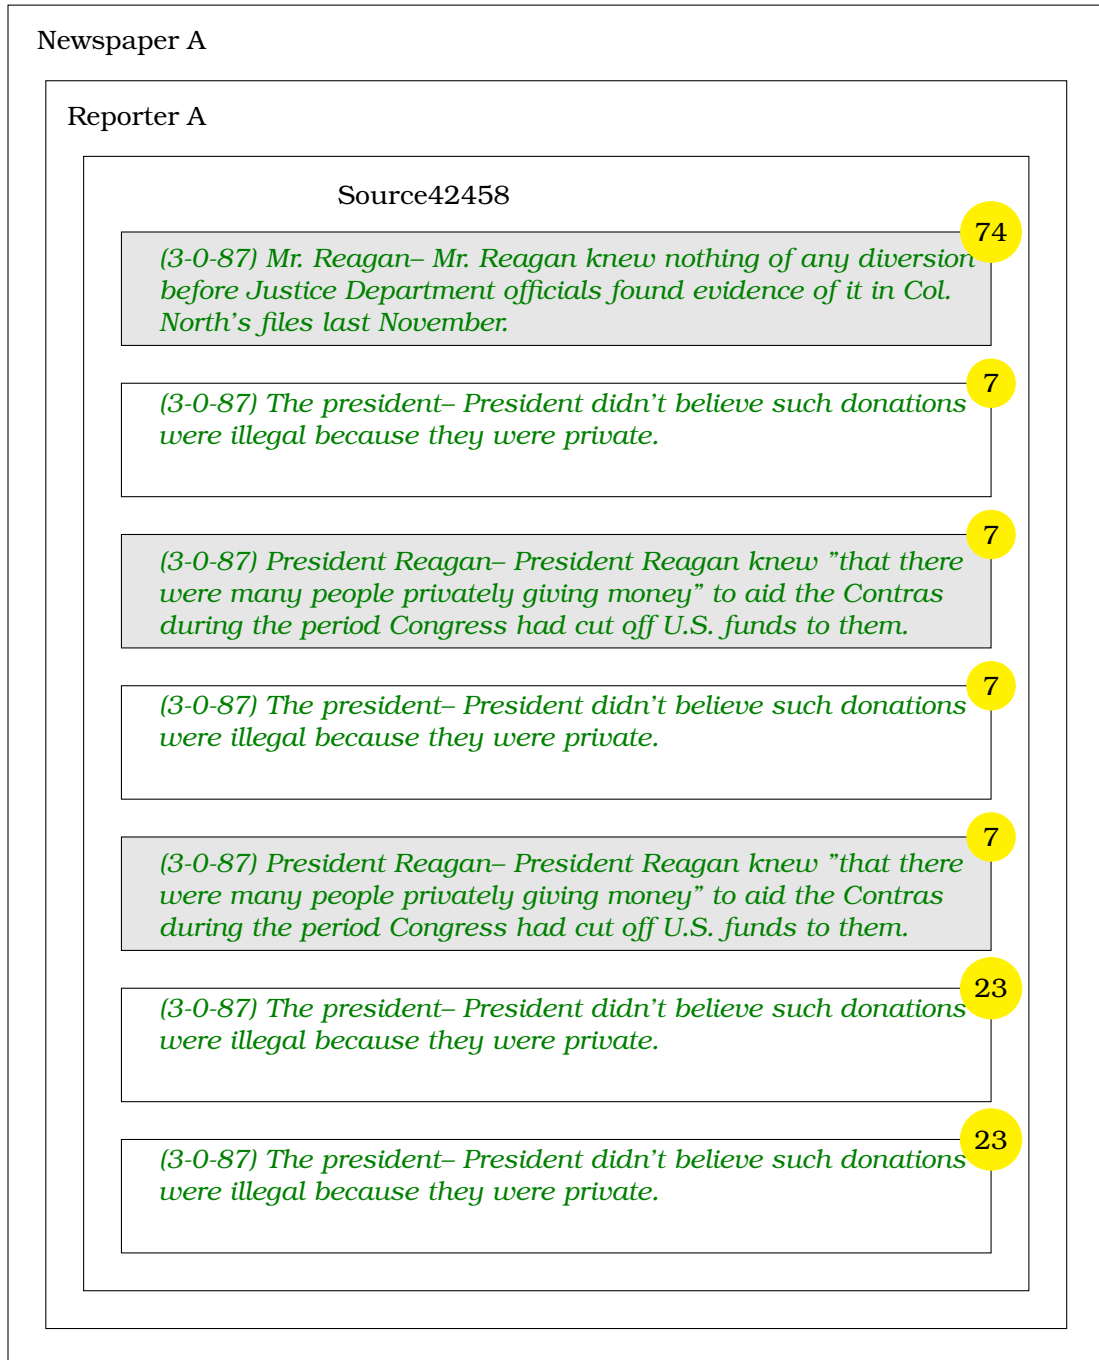 Newspaper A
Reporter A
Source42458
74
(3-0-87) Mr. Reagan– Mr. Reagan knew nothing of any diversion
before Justice Department officials found evidence of it in Col.
North's files last November.
7
(3-0-87) The president– President didn't believe such donations
were illegal because they were private.
7
(3-0-87) President Reagan– President Reagan knew "that there
were many people privately giving money" to aid the Contras
during the period Congress had cut off U.S. funds to them.
7
(3-0-87) The president– President didn't believe such donations
were illegal because they were private.
7
(3-0-87) President Reagan– President Reagan knew "that there
were many people privately giving money" to aid the Contras
during the period Congress had cut off U.S. funds to them.
23
(3-0-87) The president– President didn't believe such donations
were illegal because they were private.
23
(3-0-87) The president– President didn't believe such donations
were illegal because they were private.